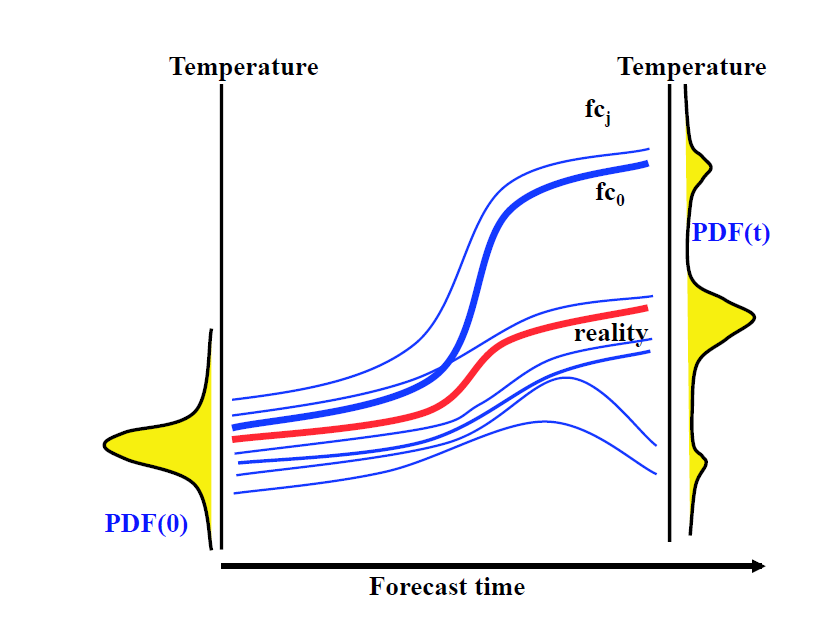 Temperature
Temperature
fcj
fc0
PDF(t)
reality
PDF(0)
Forecast time